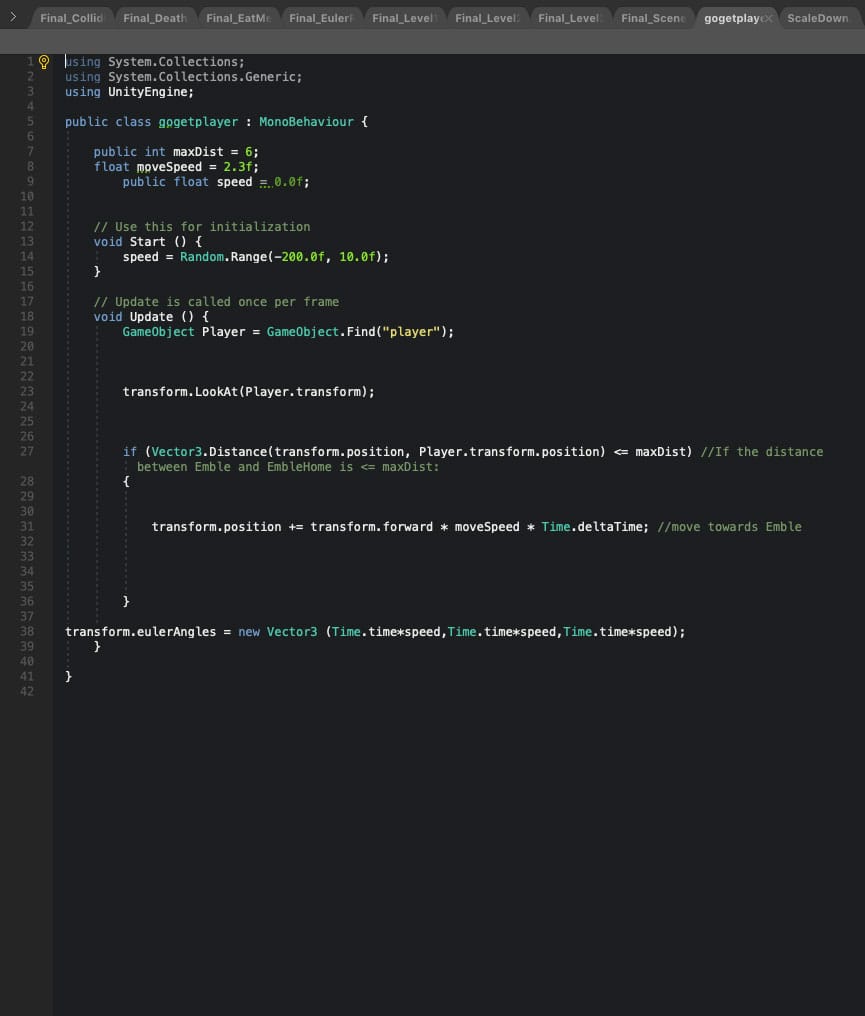 Final_Collid Final_Death Final_EatMe Final_EulerR Final_Level1 Final_Level2 Final_Level Final_Scene gogetplaye ScaleDown.
1 using System.Collections;
2 using System.Collections.Generic;
3 using UnityEngine;
4
5 public class gogetplayer : MonoBehaviour {
6
7 public int maxDist = 6;
8 float moveSpeed = 2.3f;
9 public float speed = 0.0f;
10
11
12 // Use this for initialization
13 void Start () {
14 speed = Random.Range(-200.0f, 10.0f);
15 }
16
17 // Update is called once per frame
18 void Update () {
19 GameObject Player = GameObject.Find("player");
20
21
22
23 transform.LookAt(Player.transform);
24
25
26
27 if (Vector3.Distance(transform.position, Player.transform.position) <= maxDist) //If the distance
between Emble and EmbleHome is <= maxDist:
28 {
29
30
31 transform.position += transform.forward * moveSpeed * Time.deltaTime; //move towards Emble
32
33
34
35
36 }
37
38 transform.eulerAngles = new Vector3 (Time.time*speed,Time.time*speed,Time.time*speed);
39 }
40
41 }
42